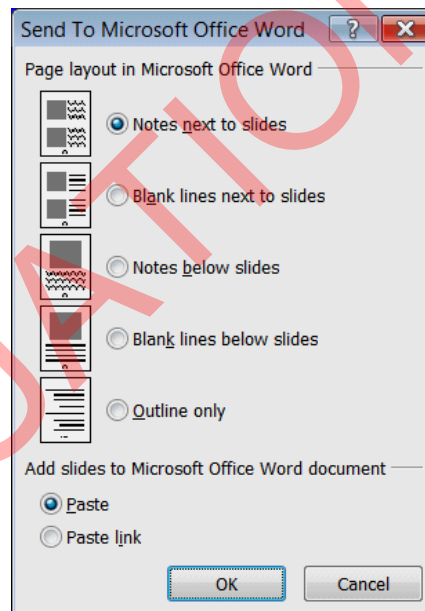 Send To Microsoft Office Word
Page layout in Microsoft Office Word
Notes next to slides
Blank lines next to slides
Notes below slides
Blank lines below slides
Outline only
Add slides to Microsoft Office Word document
Paste
Paste link
OK
Cancel